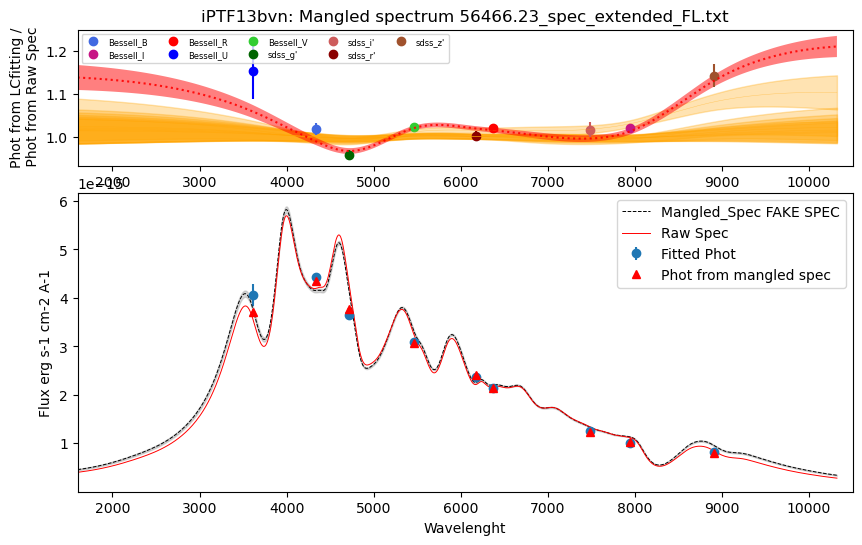 iPTF13bvn: Mangled spectrum 56466.23_spec_extended_FL.txt
Phot from LCfitting /
Phot from Raw Spec
1.2
1.1
1.0
Bessell_B
Bessell_I
Bessell_R
Bessell_U
Bessell_V
sdss_g'
sdss_i'
sdss_r'
sdss_z'
2000 3000 4000 5000 6000 7000 8000 9000 10000
1e-15
Flux erg s-1 cm-2 A-1
6
5
4
3
2
1
Mangled_Spec FAKE SPEC
Raw Spec
Fitted Phot
Phot from mangled spec
2000 3000 4000 5000 6000 7000 8000 9000 10000
Wavelenght